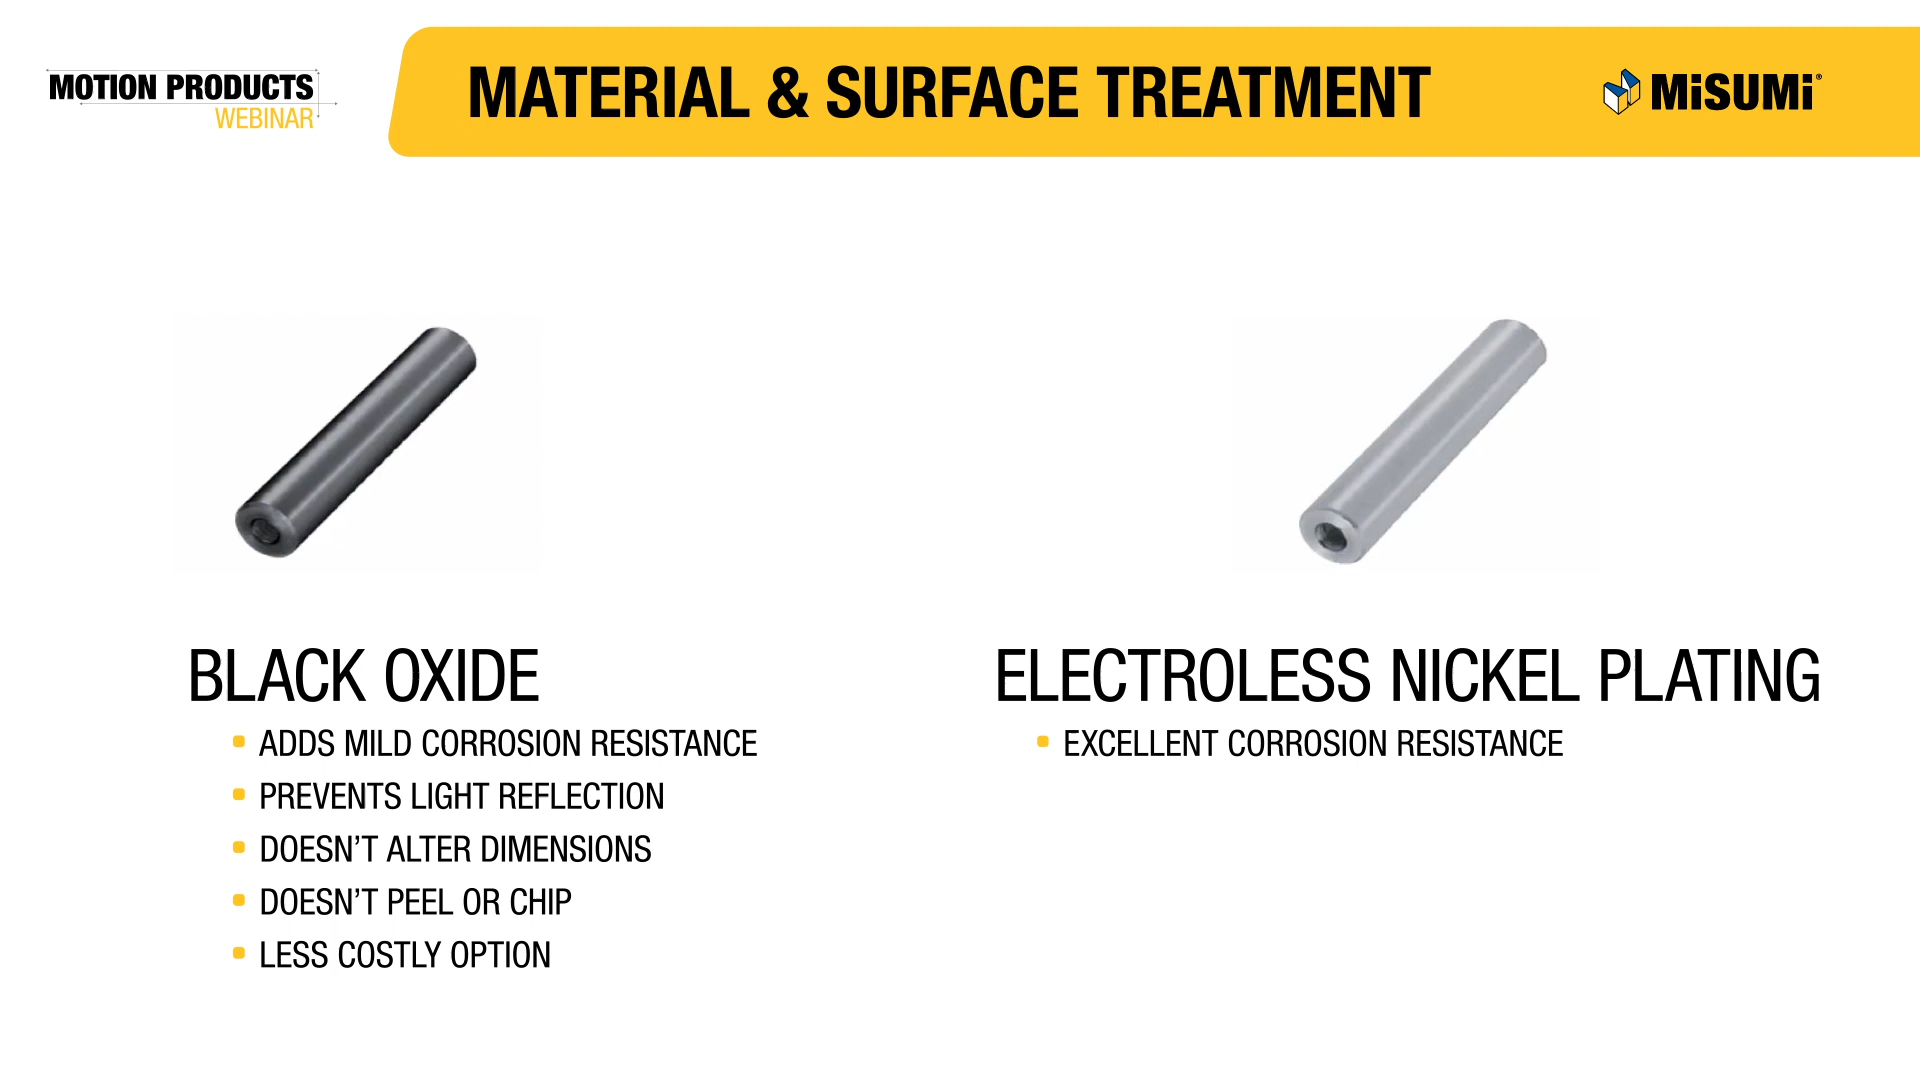 MOTION PRODUCTS
WEBINAR
MATERIAL & SURFACE TREATMENT
MiSUMi®
BLACK OXIDE
ADDS MILD CORROSION RESISTANCE
PREVENTS LIGHT REFLECTION
DOESN’T ALTER DIMENSIONS
DOESN’T PEEL OR CHIP
LESS COSTLY OPTION
ELECTROLESS NICKEL PLATING
EXCELLENT CORROSION RESISTANCE